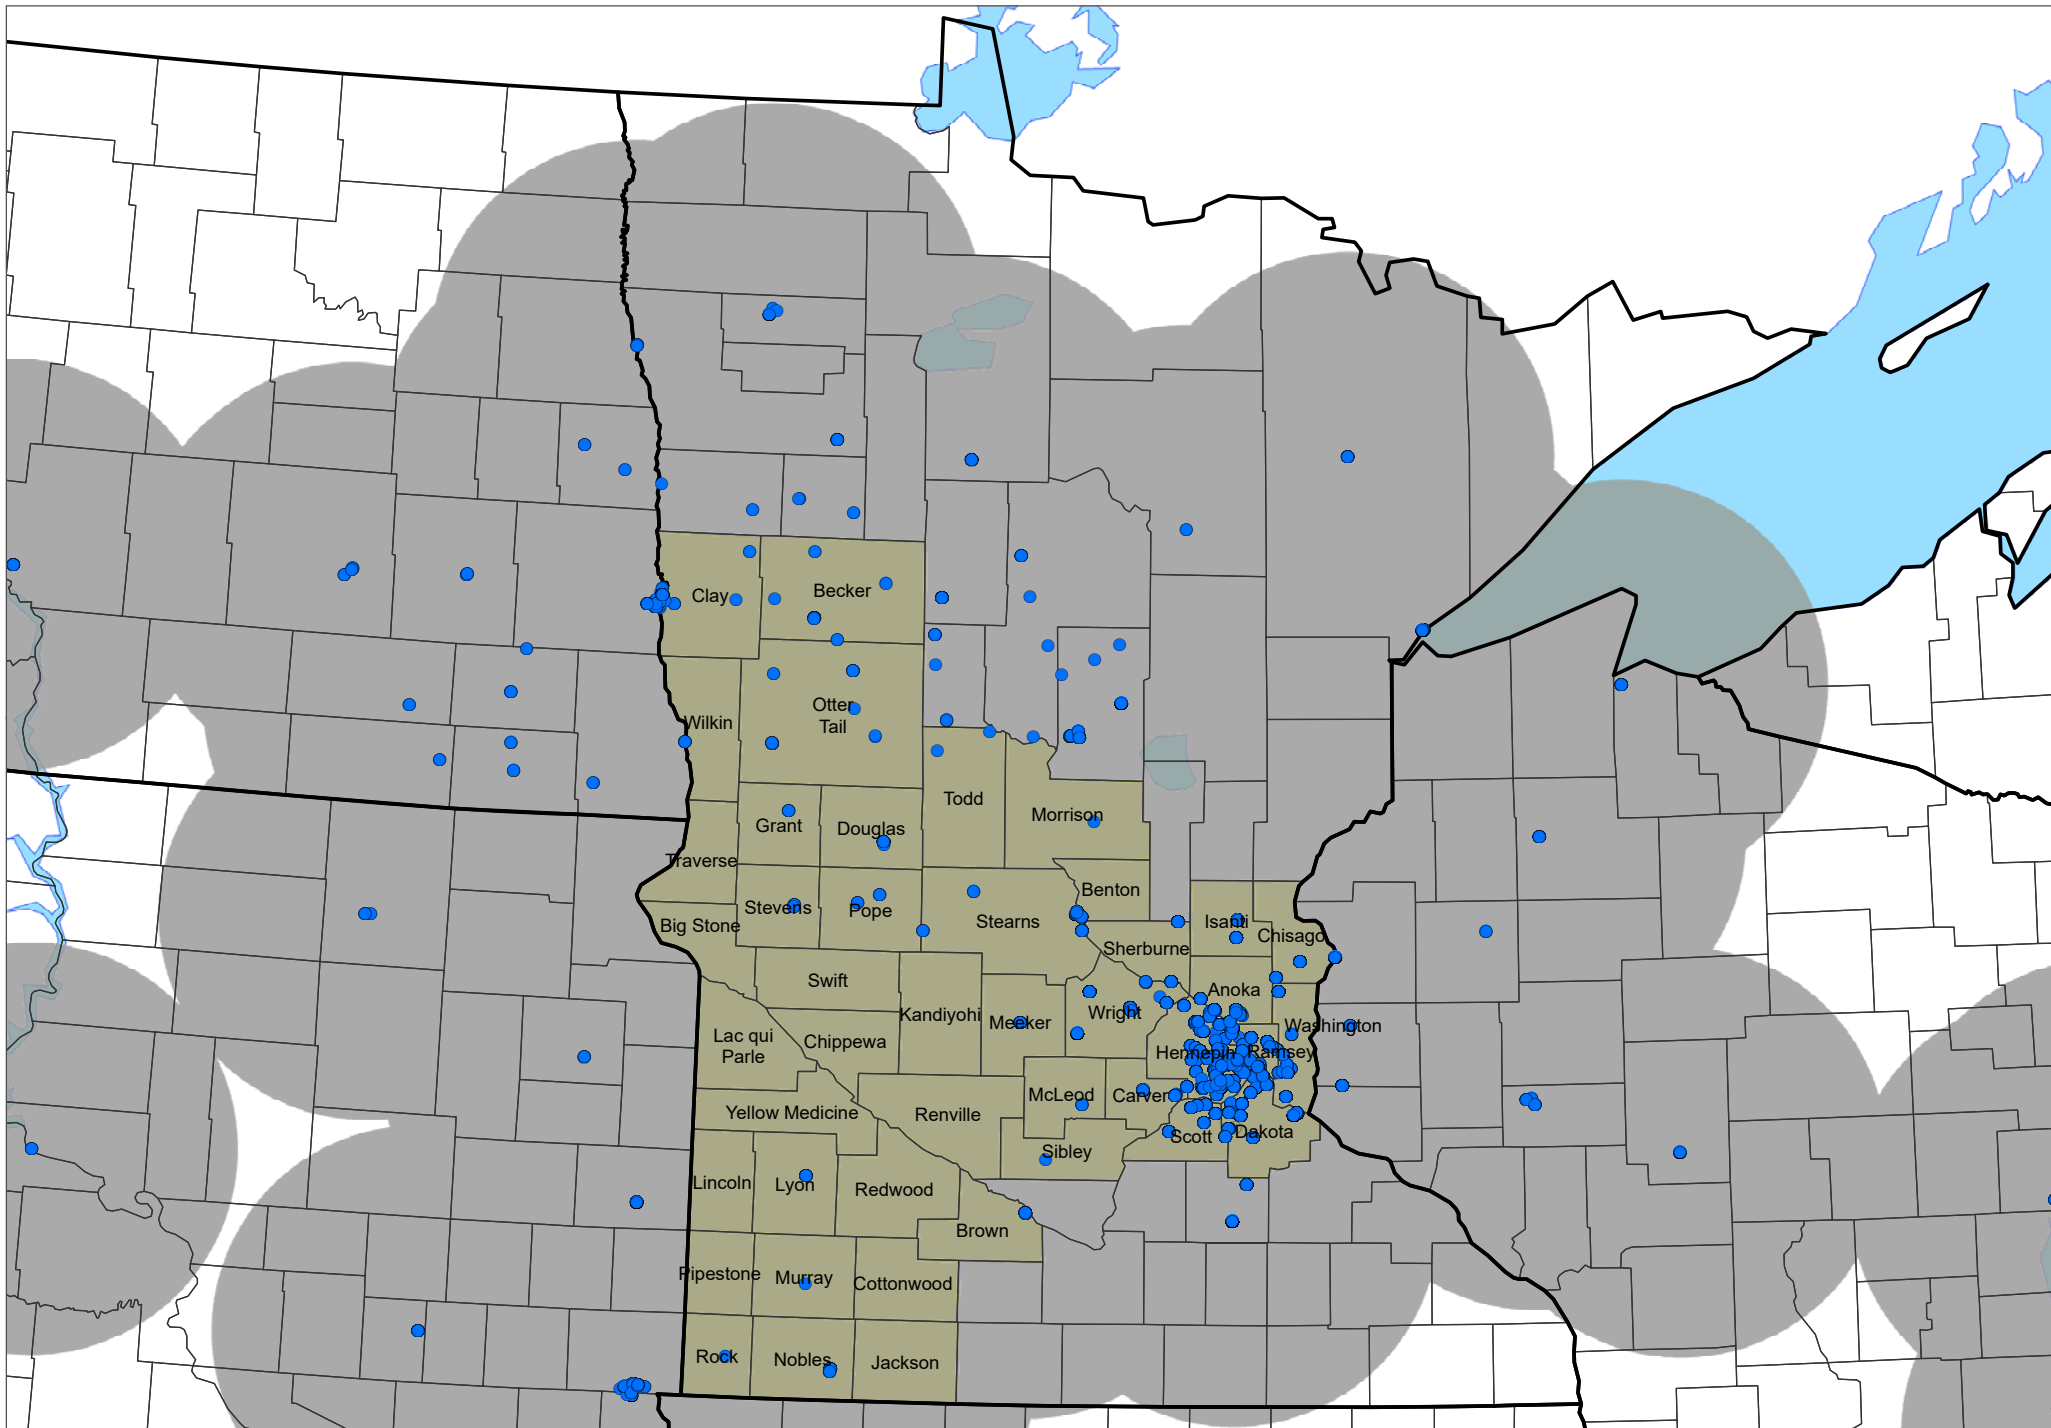 Clay
Becker
Wilkin
Otter
Tail
Todd
Morrison
Grant
Douglas
Traverse
Benton
Stevens
Pope
Stearns
Isanti
Big Stone
Chisago
Sherburne
Swift
Anoka
Kandiyohi
Meeker
Wright
Washington
Lac qui
Parle
Chippewa
Hennepin
Ramsey
McLeod
Carver
Yellow Medicine
Renville
Scott
Dakota
Sibley
Lincoln
Lyon
Redwood
Brown
Pipestone
Murray
Cottonwood
Rock
Nobles
Jackson